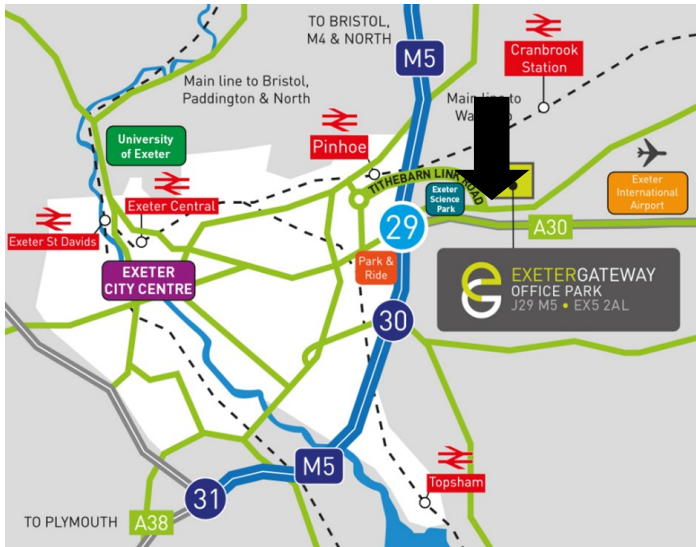 TO BRISTOL,
M4 & NORTH
M5
Cranbrook
Station
Main line to Bristol,
Paddington & North
Main line to
University
of Exeter
Pinhoe
TITHEBARN LINK ROAD
Exeter
Science
Park
Exeter
International
Airport
Exeter Central
Exeter St Davids
29
A30
EXETER
CITY CENTRE
Park &
Ride
EXETERGATEWAY
OFFICE PARK
J29 M5 • EX5 2AL
30
M5
Topsham
31
TO PLYMOUTH
A38